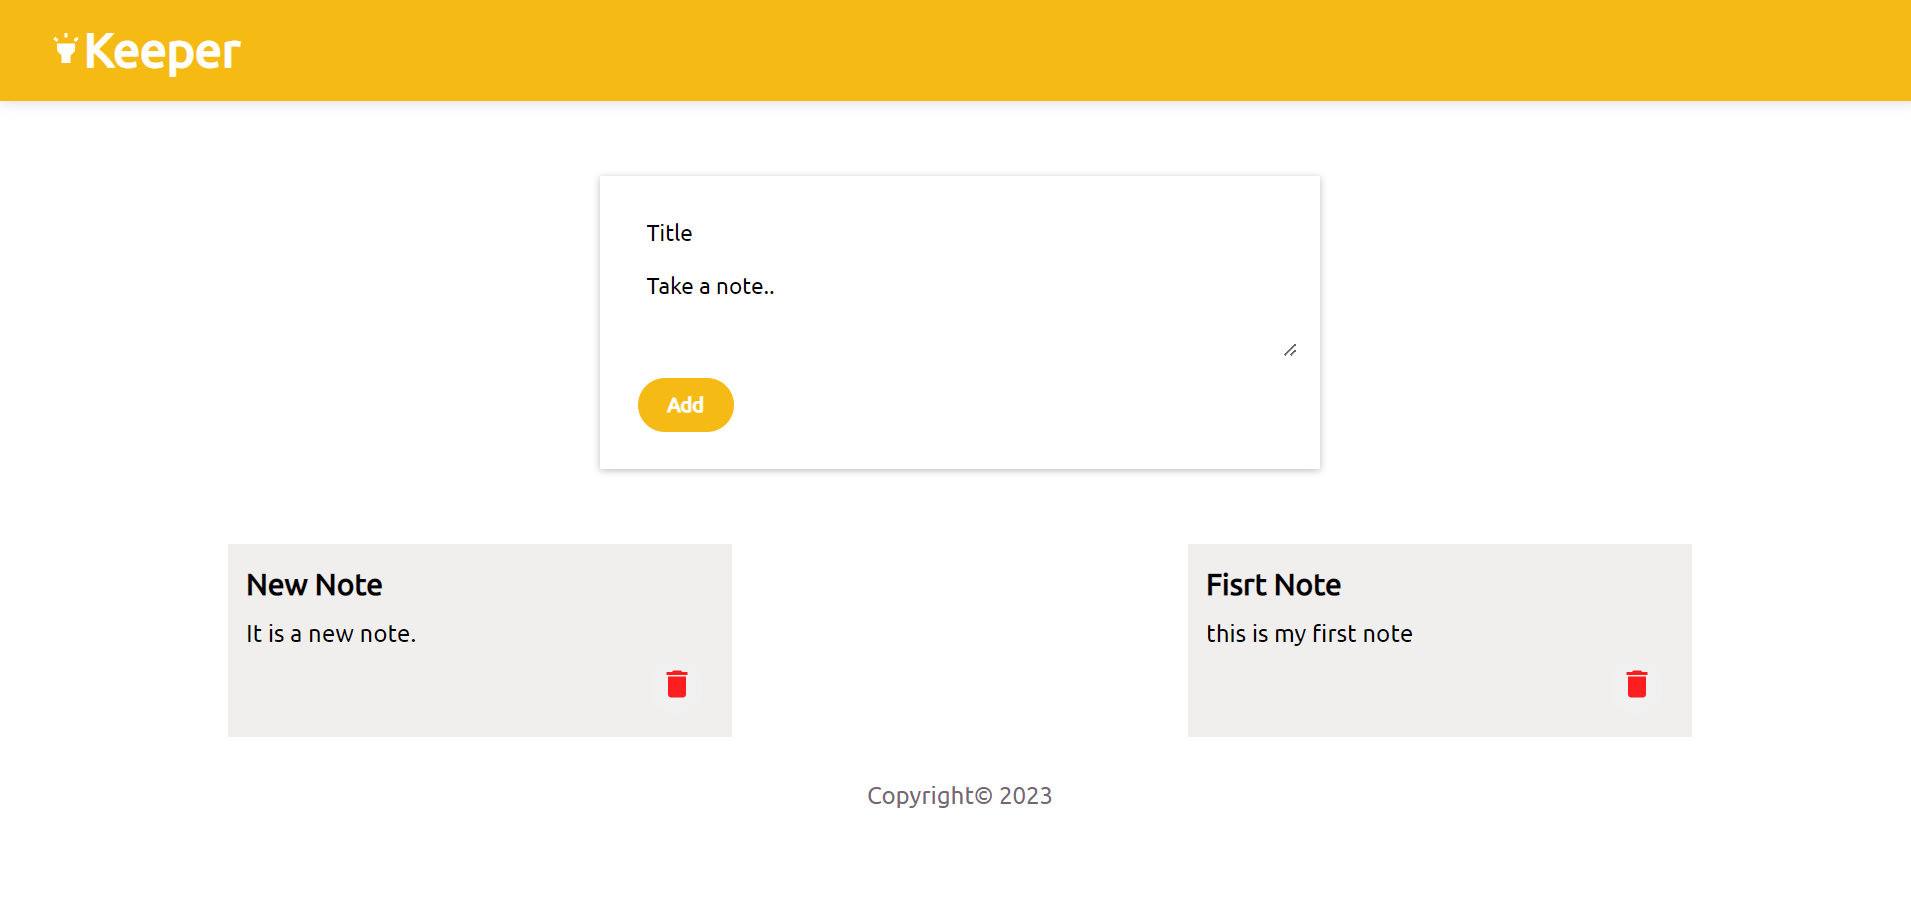 Keeper
Title
Take a note..
Add
New Note
It is a new note.
Fisrt Note
this is my first note
Copyright© 2023